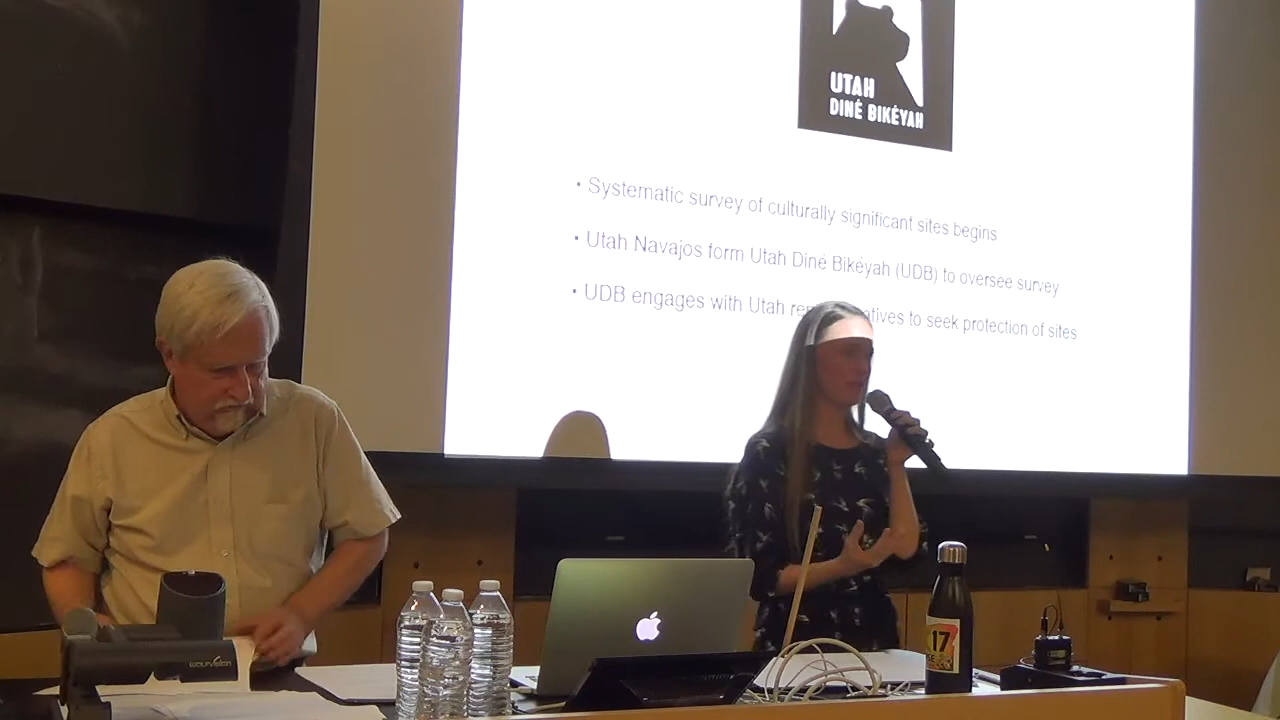 UTAH
DINÉ BIKÉYAH
• Systematic survey of culturally significant sites begins
• Utah Navajos form Utah Diné Bikéyah (UDB) to oversee survey
• UDB engages with Utah atives to seek protection of sites
wolfvision
17